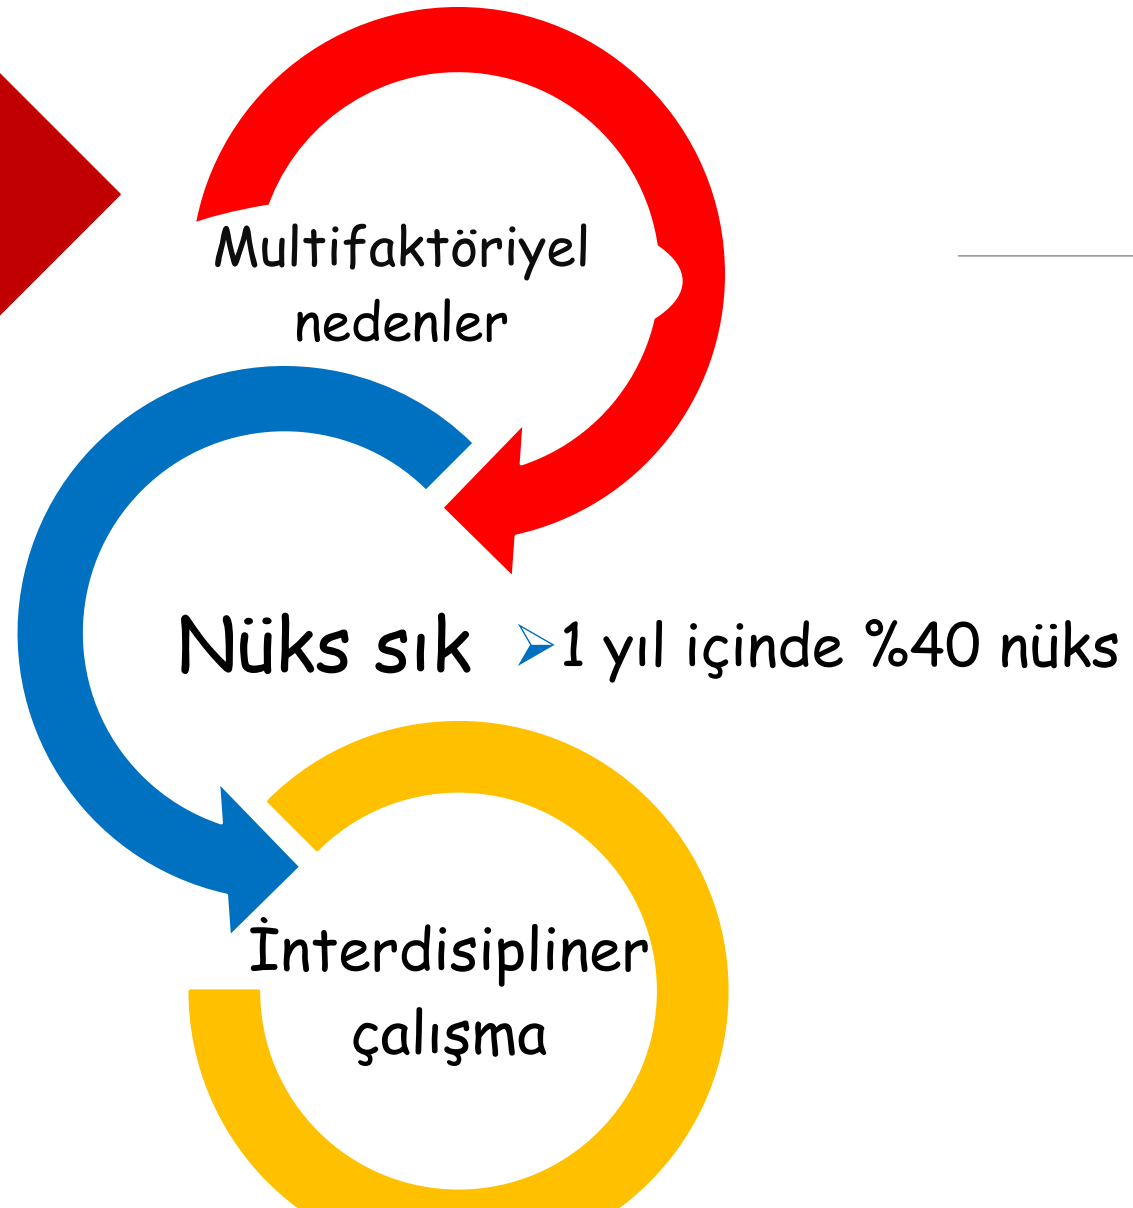 Multifaktöriyel
nedenler
Nüks sık
1 yıl içinde %40 nüks
İnterdisipliner
çalışma